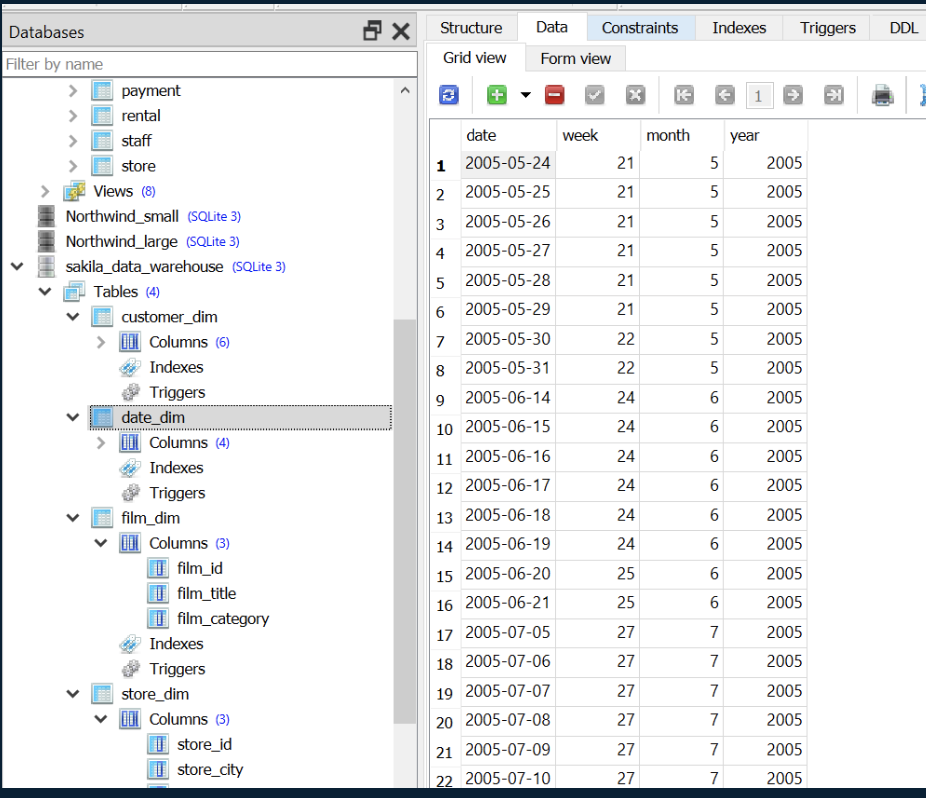 Databases
Filter by name
payment
rental
staff
store
Views (8)
Northwind_small (SQLite 3)
Northwind_large (SQLite 3)
sakila_data_warehouse (SQLite 3)
Tables (4)
customer_dim
Columns (6)
Indexes
Triggers
date_dim
Columns (4)
Indexes
Triggers
film_dim
Columns (3)
film_id
film_title
film_category
Indexes
Triggers
store_dim
Columns (3)
store_id
store_city
Structure Data Constraints Indexes Triggers DDL
Grid view Form view
1
date week month year
1 2005-05-24 21 5 2005
2 2005-05-25 21 5 2005
3 2005-05-26 21 5 2005
4 2005-05-27 21 5 2005
5 2005-05-28 21 5 2005
6 2005-05-29 21 5 2005
7 2005-05-30 22 5 2005
8 2005-05-31 22 5 2005
9 2005-06-14 24 6 2005
10 2005-06-15 24 6 2005
11 2005-06-16 24 6 2005
12 2005-06-17 24 6 2005
13 2005-06-18 24 6 2005
14 2005-06-19 24 6 2005
15 2005-06-20 25 6 2005
16 2005-06-21 25 6 2005
17 2005-07-05 27 7 2005
18 2005-07-06 27 7 2005
19 2005-07-07 27 7 2005
20 2005-07-08 27 7 2005
21 2005-07-09 27 7 2005
22 2005-07-10 27 7 2005